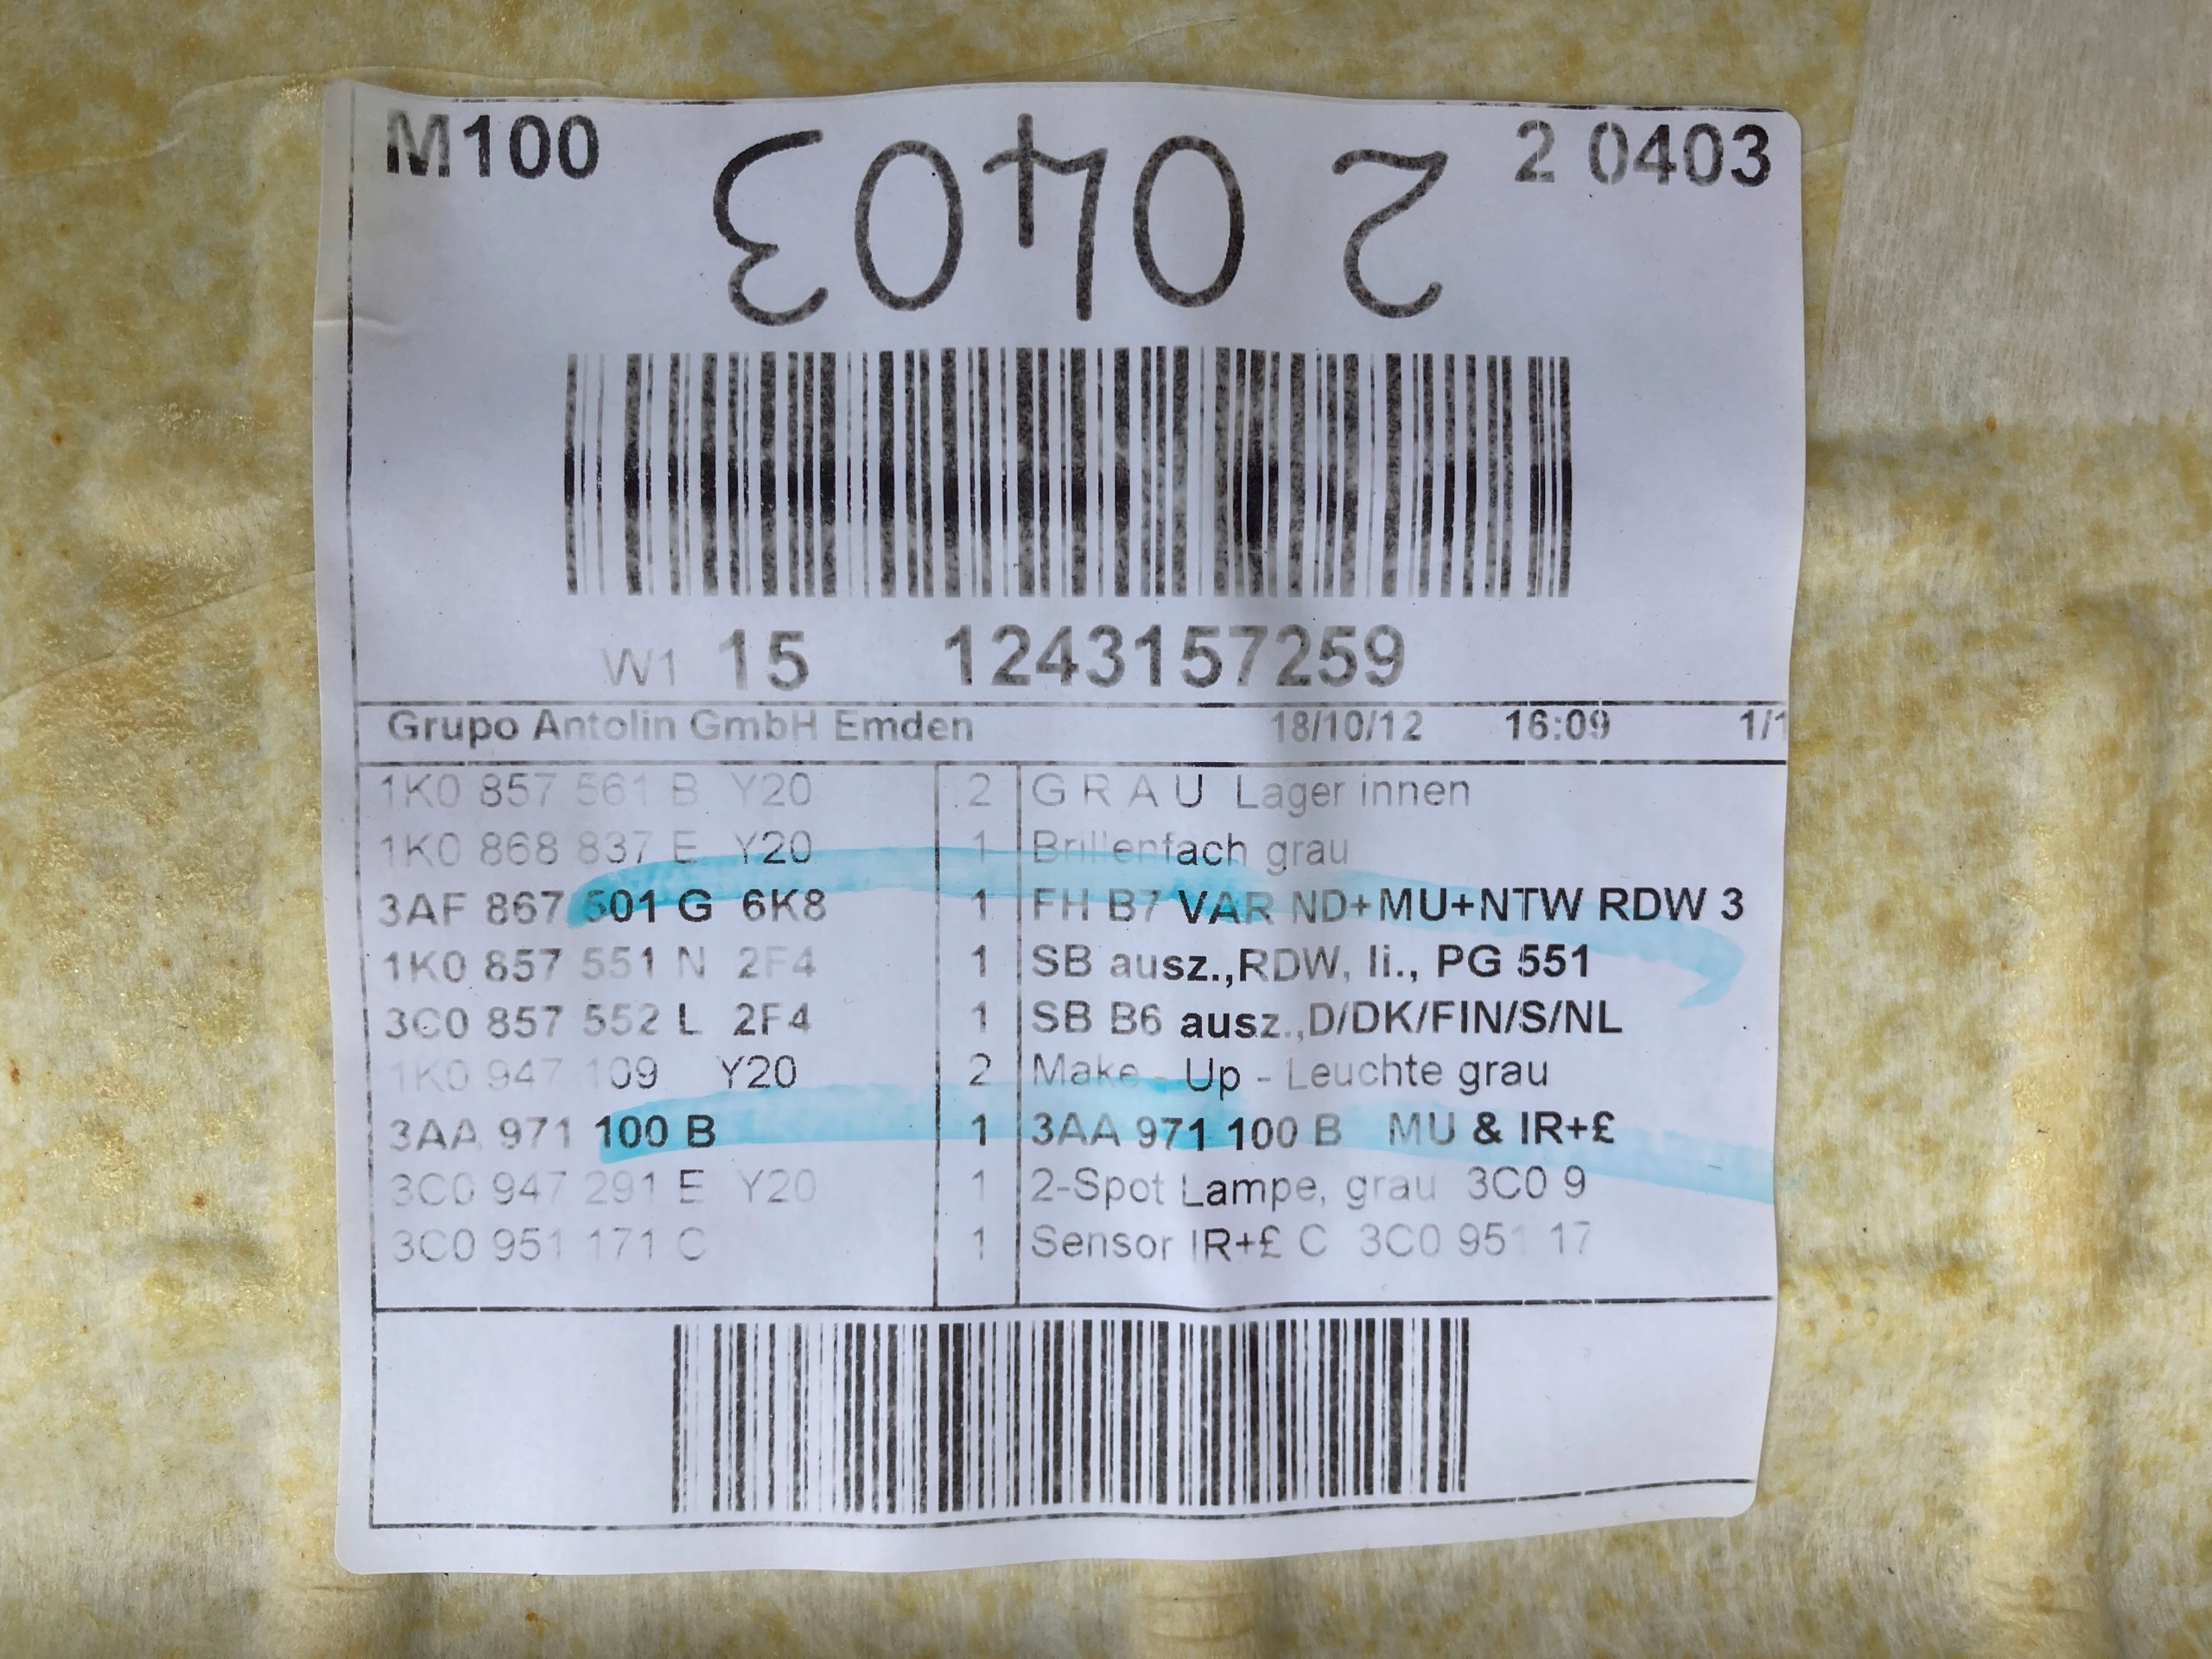 M100
2 0403
2 0403
W1 15 1243157259
Grupo Antolin GmbH Emden 18/10/12 16:09 1/1
1K0 857 561 B Y20 2 G R A U Lager innen
1K0 868 837 E Y20 1 Brillenfach grau
3AF 867 501 G 6K8 1 FH B7 VAR ND+MU+NTW RDW 3
1K0 857 551 N 2F4 1 SB ausz.,RDW, li., PG 551
3C0 857 552 L 2F4 1 SB B6 ausz.,D/DK/FIN/S/NL
1K0 947 109 Y20 2 Make - Up - Leuchte grau
3AA 971 100 B 1 3AA 971 100 B MU & IR+£
3C0 947 291 E Y20 1 2-Spot Lampe, grau 3C0 9
3C0 951 171 C 1 Sensor IR+£ C 3C0 951 17